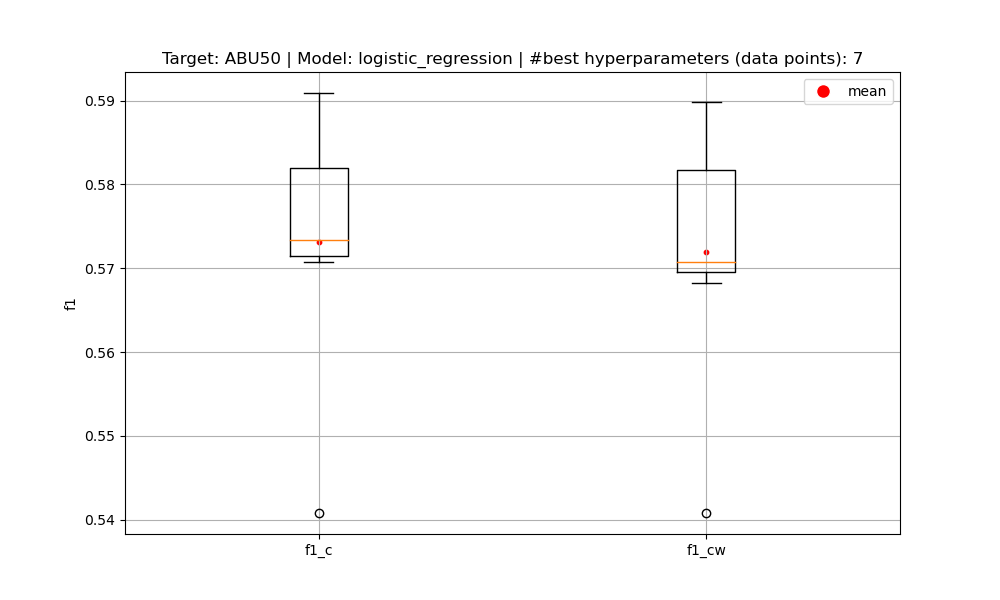 Target: ABU50 | Model: logistic_regression | #best hyperparameters (data points): 7
mean
0.59
0.58
0.57
0.56
0.55
0.54
f1
f1_c
f1_cw